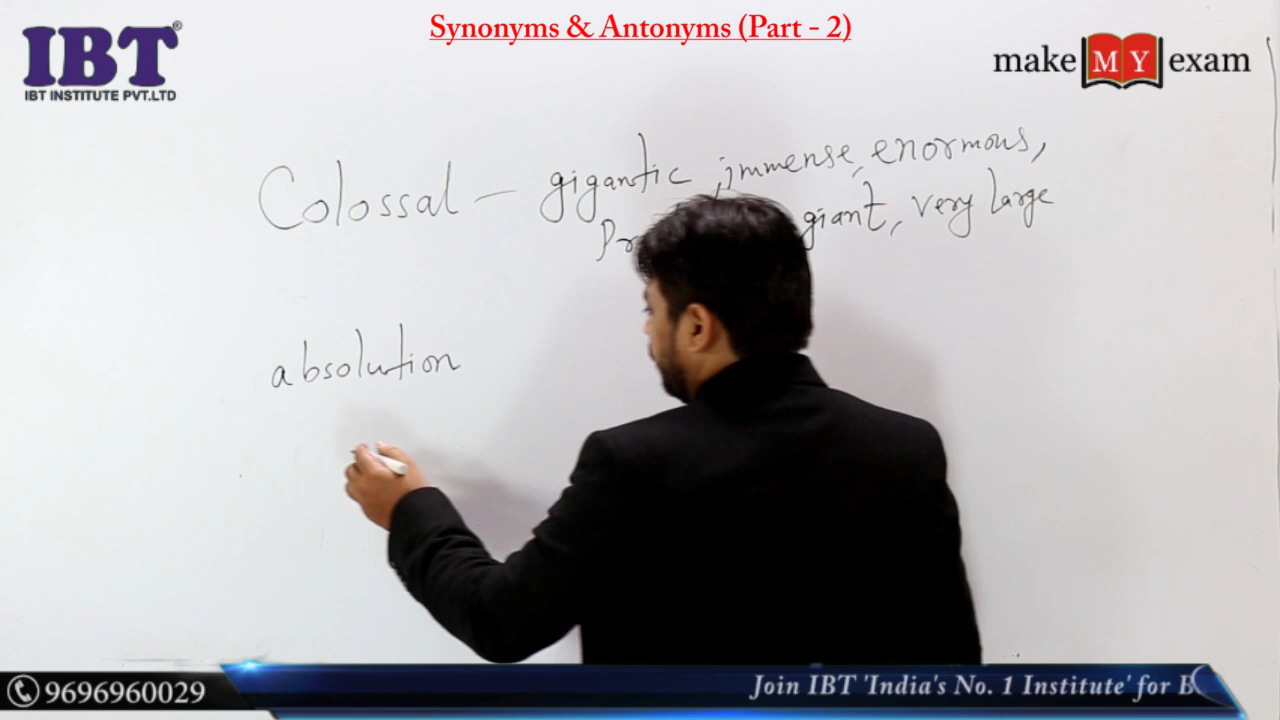 Synonyms & Antonyms (Part - 2)
IBT®
IBT INSTITUTE PVT.LTD
make MY exam
Colossal - gigantic, immense, enormous,
giant, very large
absolution
9696960029
Join IBT 'India's No. 1 Institute' for